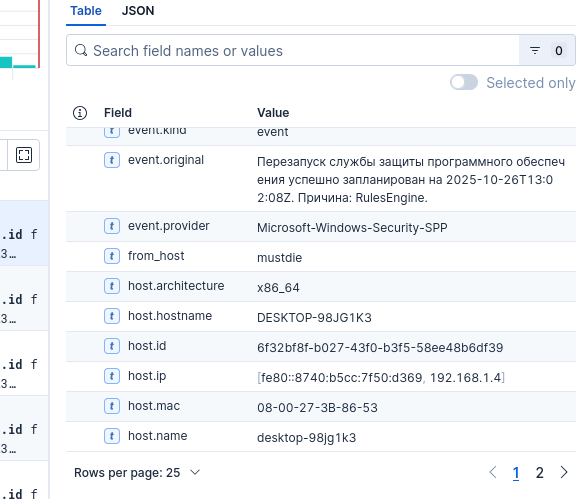 Table JSON
Search field names or values
0
Selected only
Field Value
event.kind event
event.original Перезапуск службы защиты программного обеспеч
ения успешно запланирован на 2025-10-26T13:0
2:08Z. Причина: RulesEngine.
event.provider Microsoft-Windows-Security-SPP
from_host mustdie
host.architecture x86_64
host.hostname DESKTOP-98JG1K3
host.id 6f32bf8f-b027-43f0-b3f5-58ee48b6df39
host.ip [fe80::8740:b5cc:7f50:d369, 192.168.1.4]
host.mac 08-00-27-3B-86-53
host.name desktop-98jg1k3
Rows per page: 25 1 2
.id f
3…
.id f
3…
.id f
3…
.id f
3…
.id f